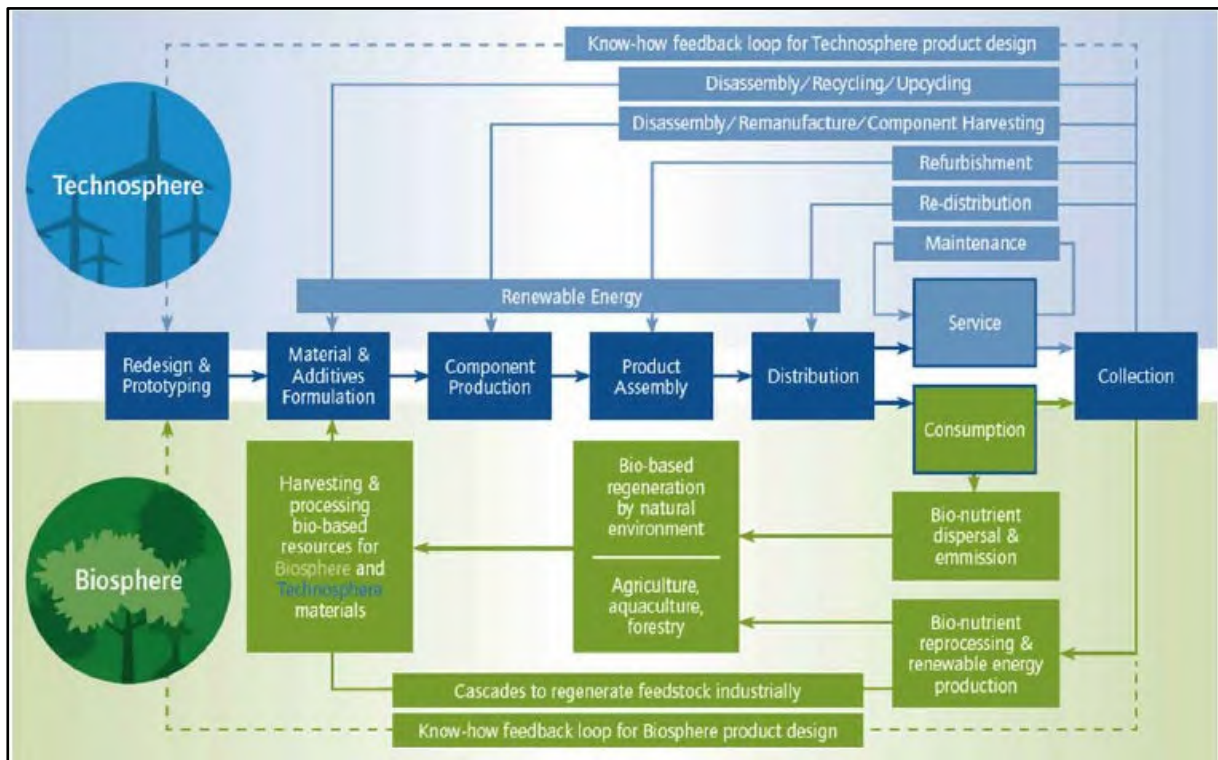 Know-how feedback loop for Technosphere product design
Disassembly/Recycling/Upcycling
Disassembly/Remanufacture/Component Harvesting
Refurbishment
Re-distribution
Maintenance
Technosphere
Renewable Energy
Service
Redesign &
Prototyping
Material &
Additives
Formulation
Component
Production
Product
Assembly
Distribution
Collection
Consumption
Harvesting &
processing
bio-based
resources for
Biosphere and
Technosphere
materials
Bio-based
regeneration
by natural
environment
Agriculture,
aquaculture,
forestry
Bio-nutrient
dispersal &
emmission
Biosphere
Bio-nutrient
reprocessing &
renewable energy
production
Cascades to regenerate feedstock industrially
Know-how feedback loop for Biosphere product design